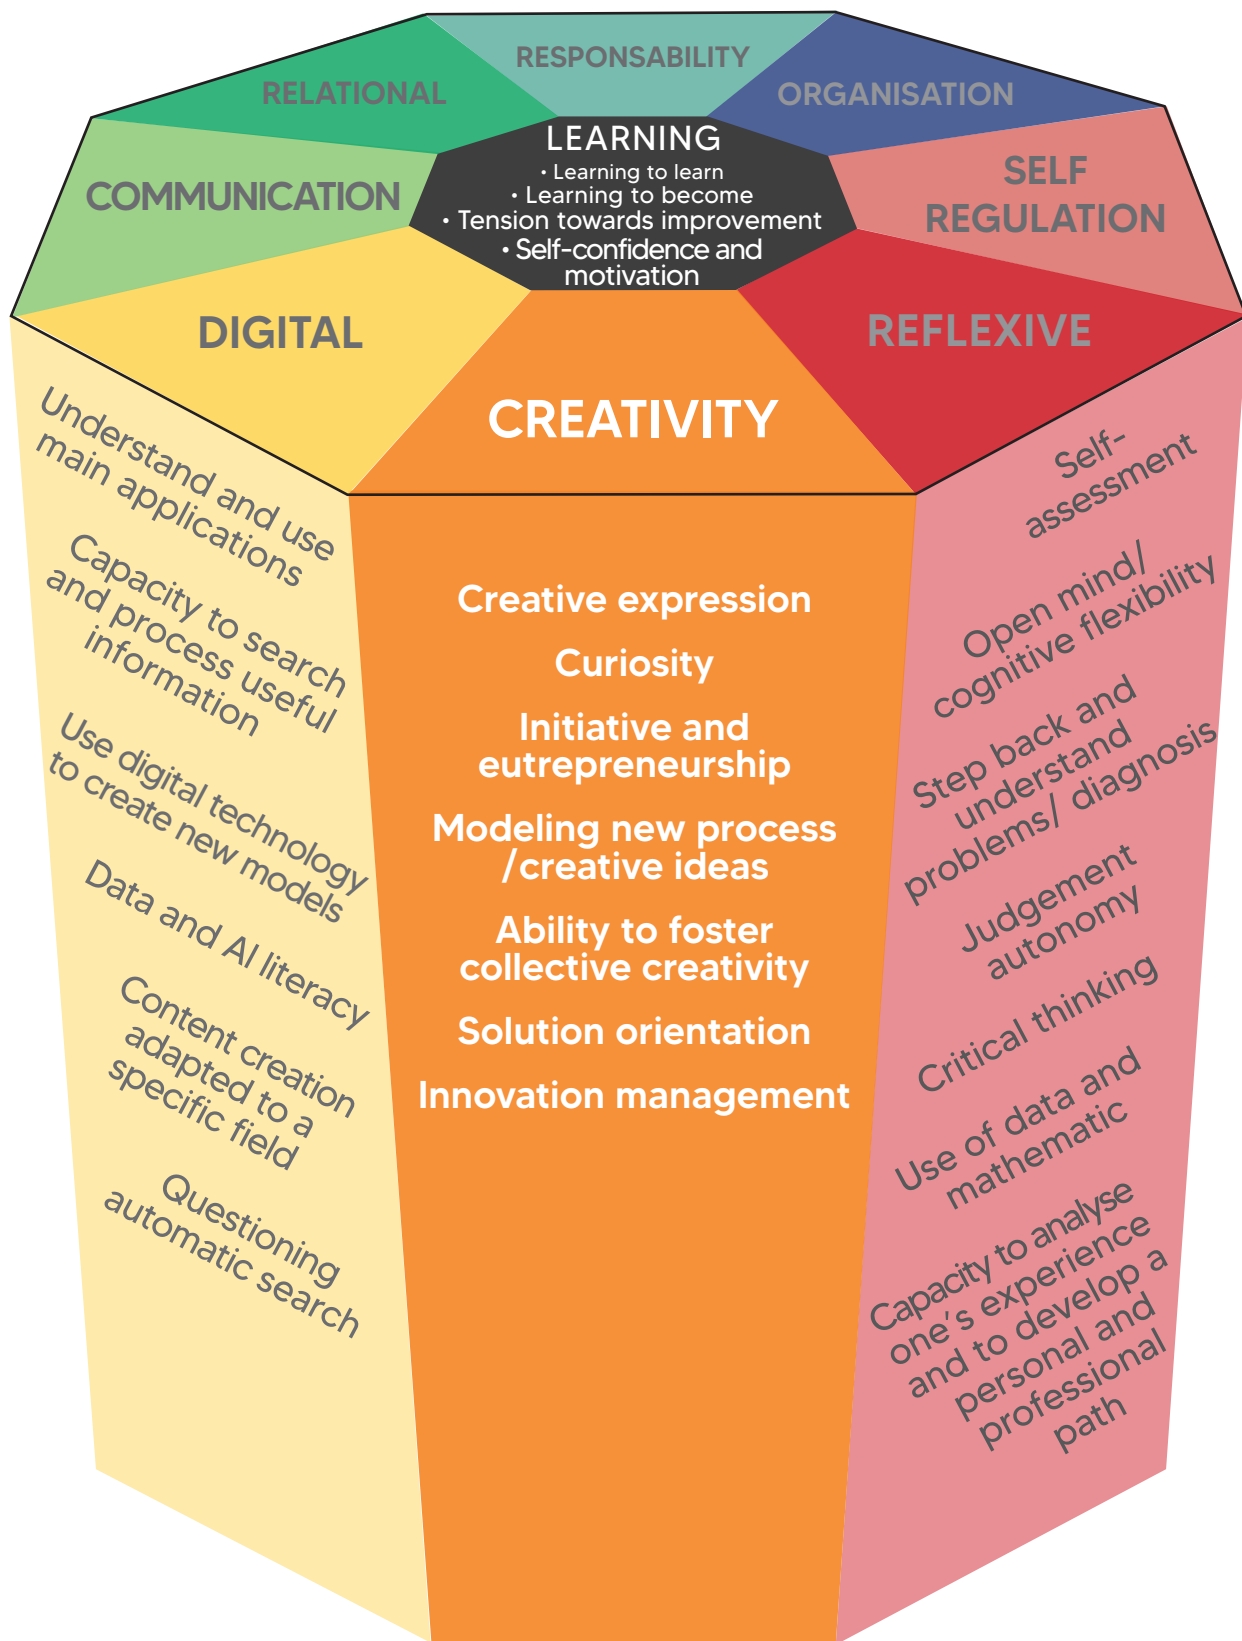 RESPONSABILITY
RELATIONAL
ORGANISATION
COMMUNICATION
SELF
REGULATION
LEARNING
• Learning to learn
• Learning to become
• Tension towards improvement
• Self-confidence and
motivation
DIGITAL
CREATIVITY
REFLEXIVE
Understand and use
main applications
Capacity to search
and process useful
information
Use digital technology
to create new models
Data and AI literacy
Content creation
adapted to a
specific field
Questioning
automatic search
Creative expression
Curiosity
Initiative and
eutrepreneurship
Modeling new process
/creative ideas
Ability to foster
collective creativity
Solution orientation
Innovation management
Self-
assessment
Open mind/
cognitive flexibility
Step back and
understand
problems/ diagnosis
Judgement
autonomy
Critical thinking
Use of data and
mathematic
Capacity to analyse
one's experience
and to develop a
personal and
professional
path